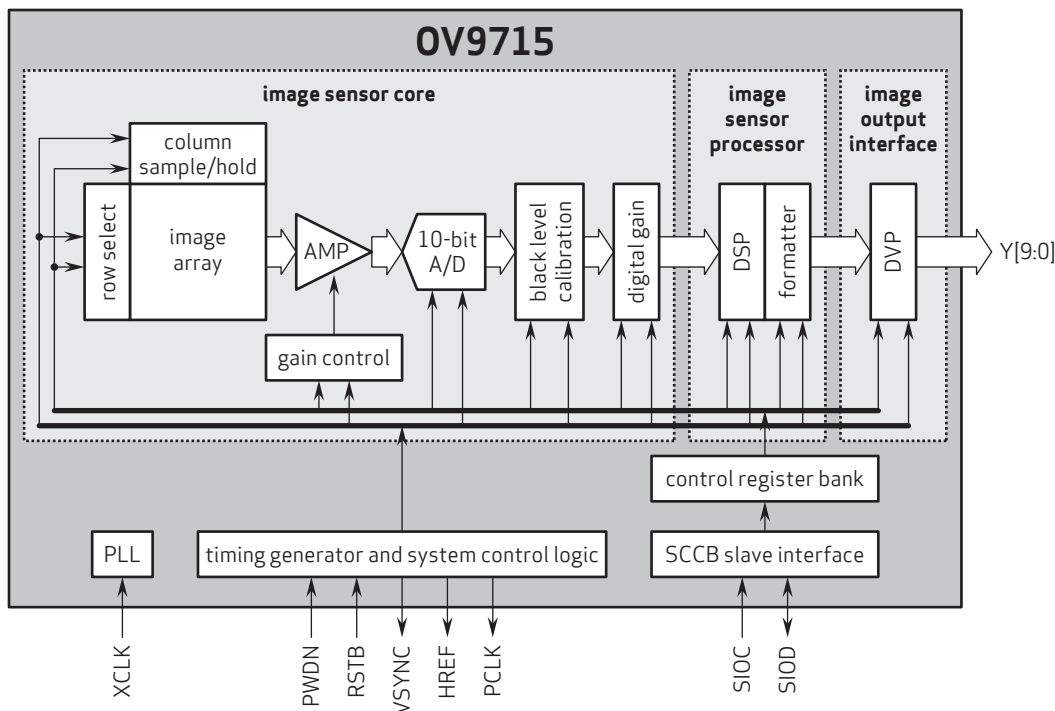 OV9715
image sensor core
image
sensor
processor
image
output
interface
column
sample/hold
row select
image
array
AMP
10-bit
A/D
black level
calibration
digital gain
DSP
formatter
DVP
Y[9:0]
gain control
control register bank
PLL
timing generator and system control logic
SCCB slave interface
XCLK
PWDN
RSTB
VSYNC
HREF
PCLK
SIOC
SIOD